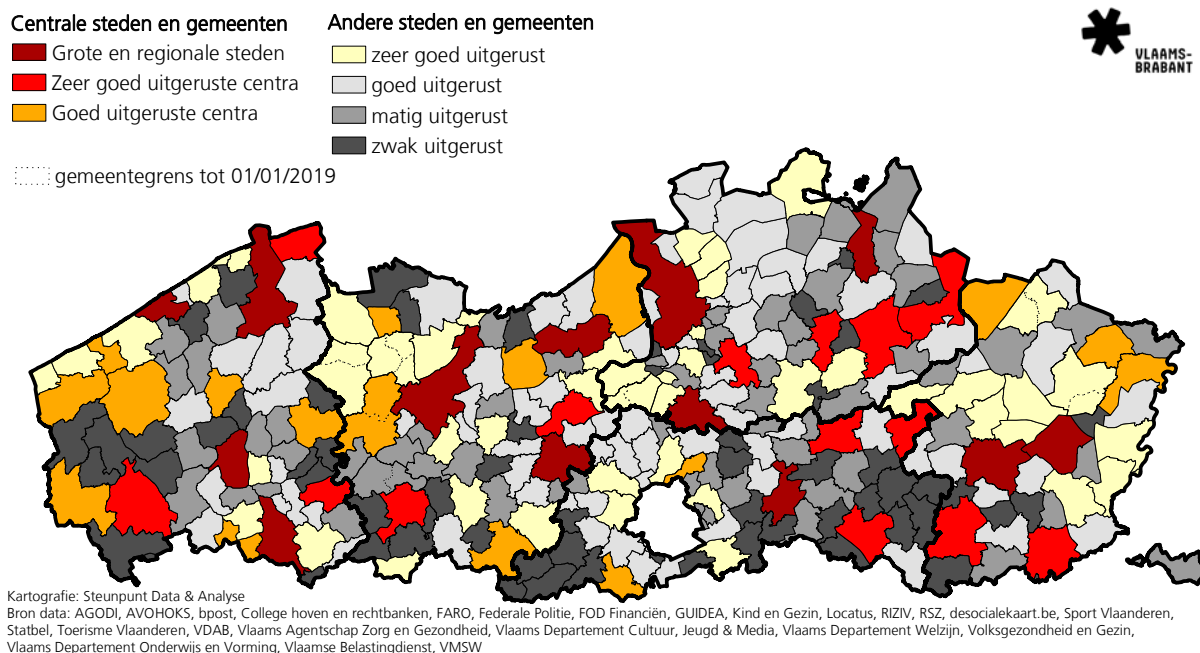 Centrale steden en gemeenten
Grote en regionale steden
Zeer goed uitgeruste centra
Goed uitgeruste centra
gemeentegrens tot 01/01/2019
Andere steden en gemeenten
zeer goed uitgerust
goed uitgerust
matig uitgerust
zwak uitgerust
VLAAMS-
BRABANT
Kartografie: Steunpunt Data & Analyse
Bron data: AGODI, AVOHOKS, bpost, College hoven en rechtbanken, FARO, Federale Politie, FOD Financiën, GUIDEA, Kind en Gezin, Locatus, RIZIV, RSZ, desocialekaart.be, Sport Vlaanderen,
Statbel, Toerisme Vlaanderen, VDAB, Vlaams Agentschap Zorg en Gezondheid, Vlaams Departement Cultuur, Jeugd & Media, Vlaams Departement Welzijn, Volksgezondheid en Gezin,
Vlaams Departement Onderwijs en Vorming, Vlaamse Belastingdienst, VMSW